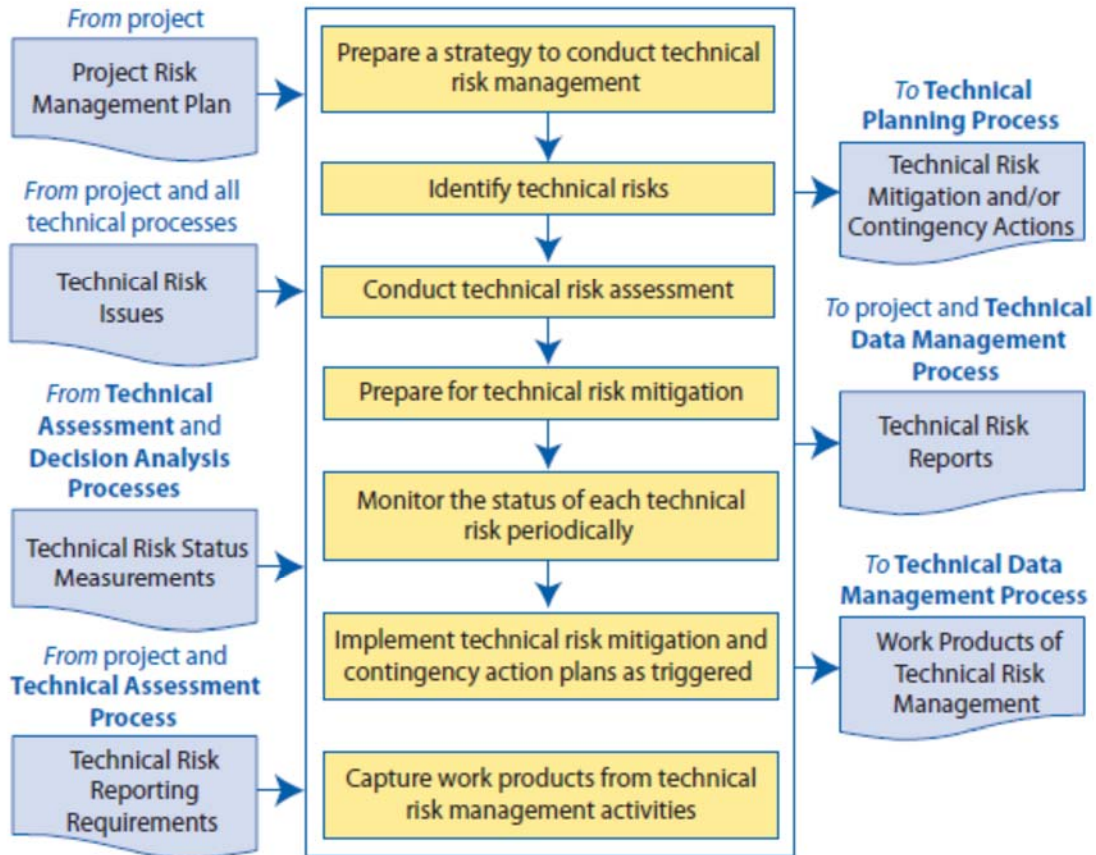 From project
Project Risk
Management Plan
From project and all
technical processes
Technical Risk
Issues
From Technical
Assessment and
Decision Analysis
Processes
Technical Risk Status
Measurements
From project and
Technical Assessment
Process
Technical Risk
Reporting
Requirements
Prepare a strategy to conduct technical
risk management
Identify technical risks
Conduct technical risk assessment
Prepare for technical risk mitigation
Monitor the status of each technical
risk periodically
Implement technical risk mitigation and
contingency action plans as triggered
Capture work products from technical
risk management activities
To Technical
Planning Process
Technical Risk
Mitigation and/or
Contingency Actions
To project and Technical
Data Management
Process
Technical Risk
Reports
To Technical Data
Management Process
Work Products of
Technical Risk
Management